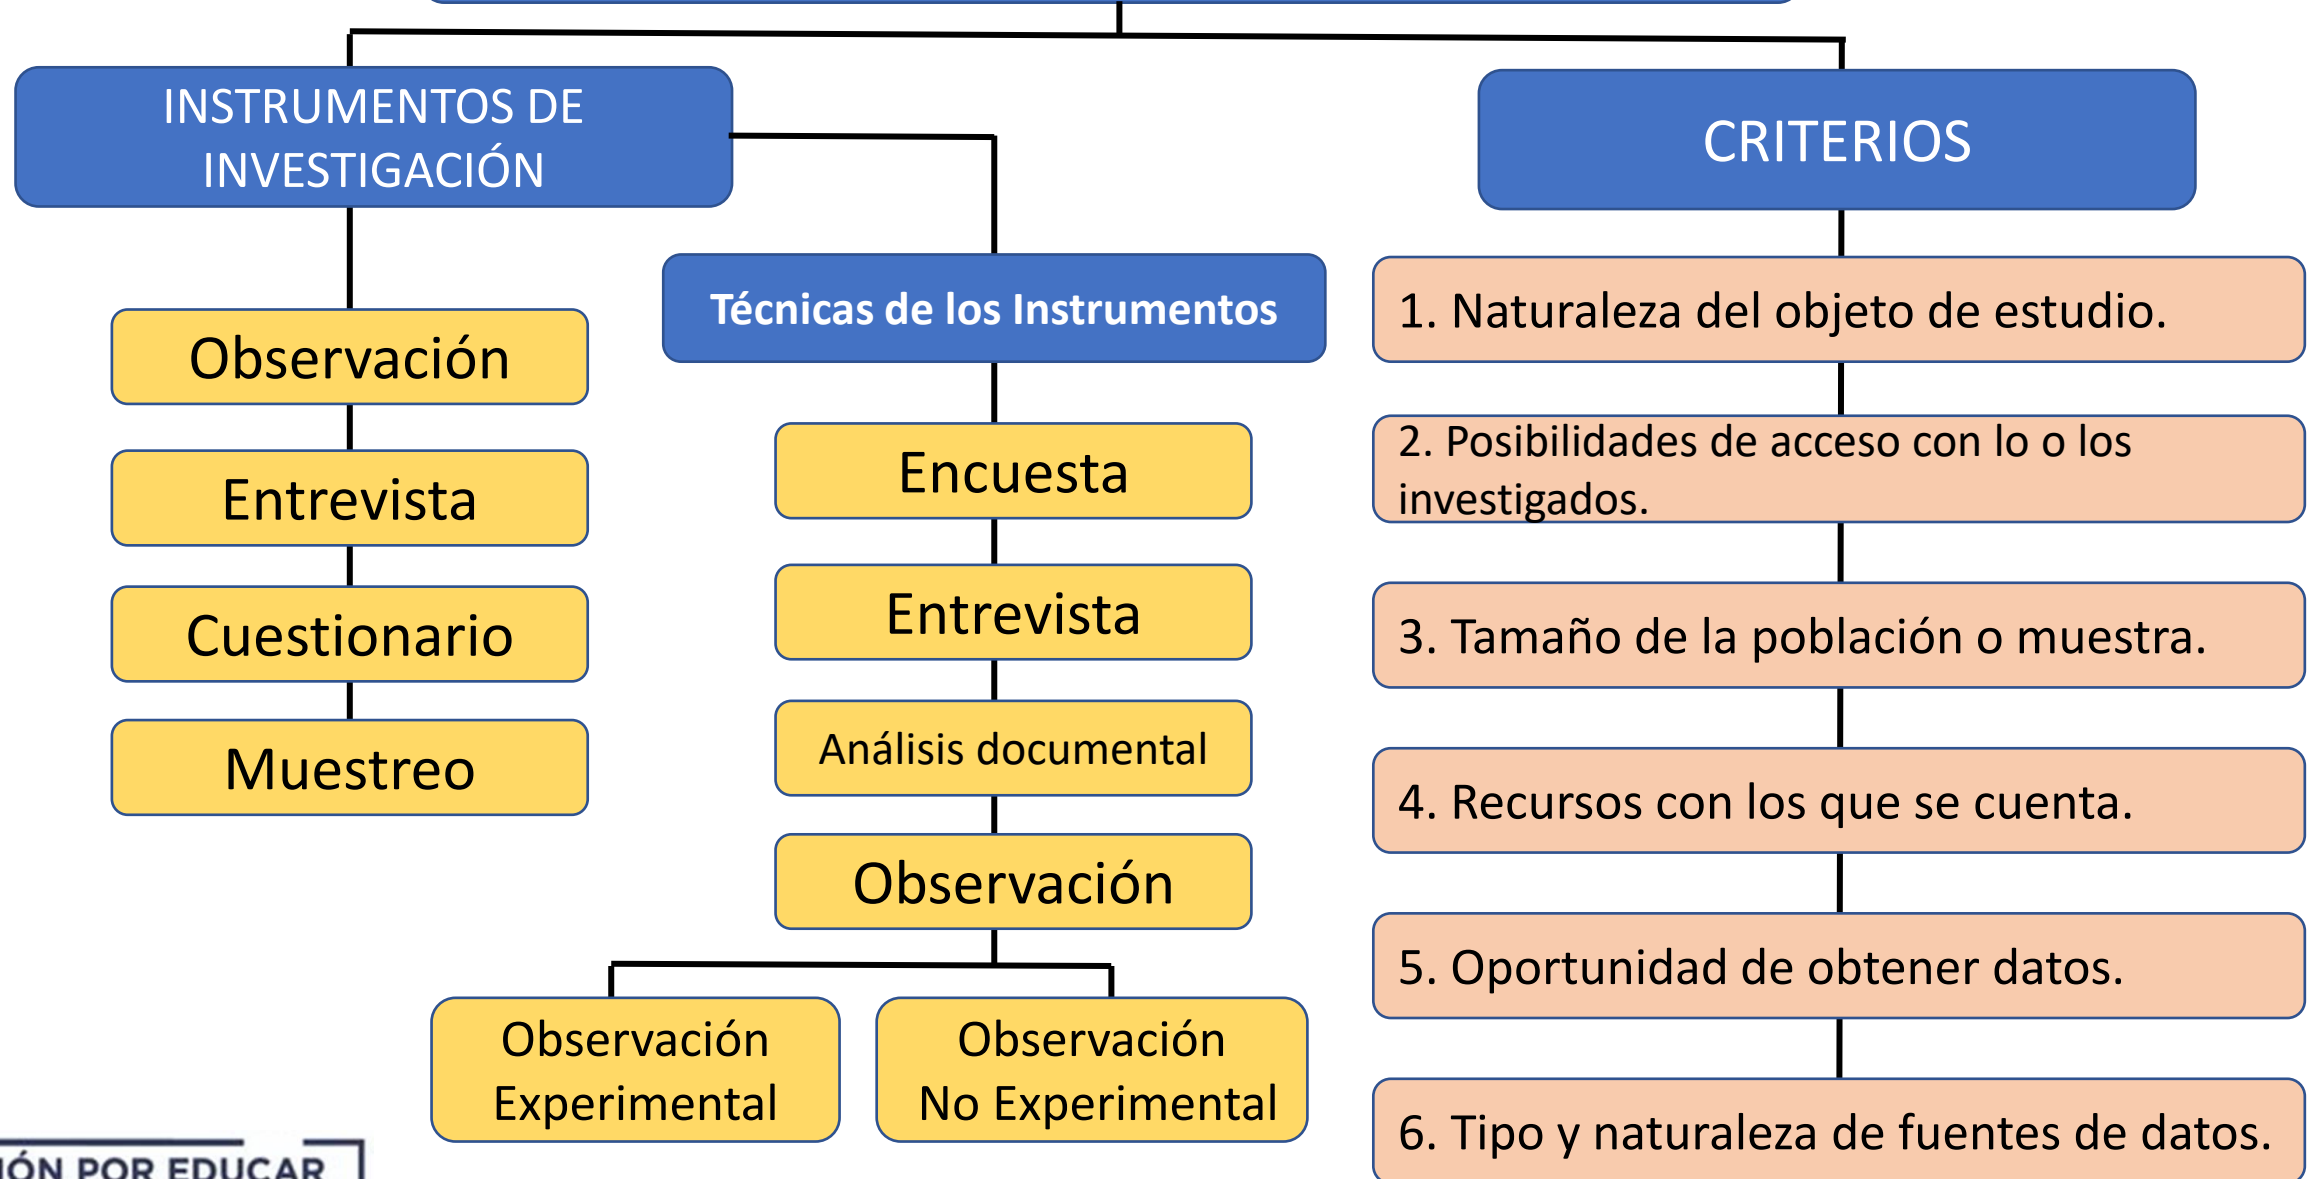 INSTRUMENTOS DE
INVESTIGACIÓN
Observación
Entrevista
Cuestionario
Muestreo
Técnicas de los Instrumentos
Encuesta
Entrevista
Análisis documental
Observación
Observación
Experimental
Observación
No Experimental
CRITERIOS
1. Naturaleza del objeto de estudio.
2. Posibilidades de acceso con lo o los
investigados.
3. Tamaño de la población o muestra.
4. Recursos con los que se cuenta.
5. Oportunidad de obtener datos.
6. Tipo y naturaleza de fuentes de datos.
POR EDUCAR